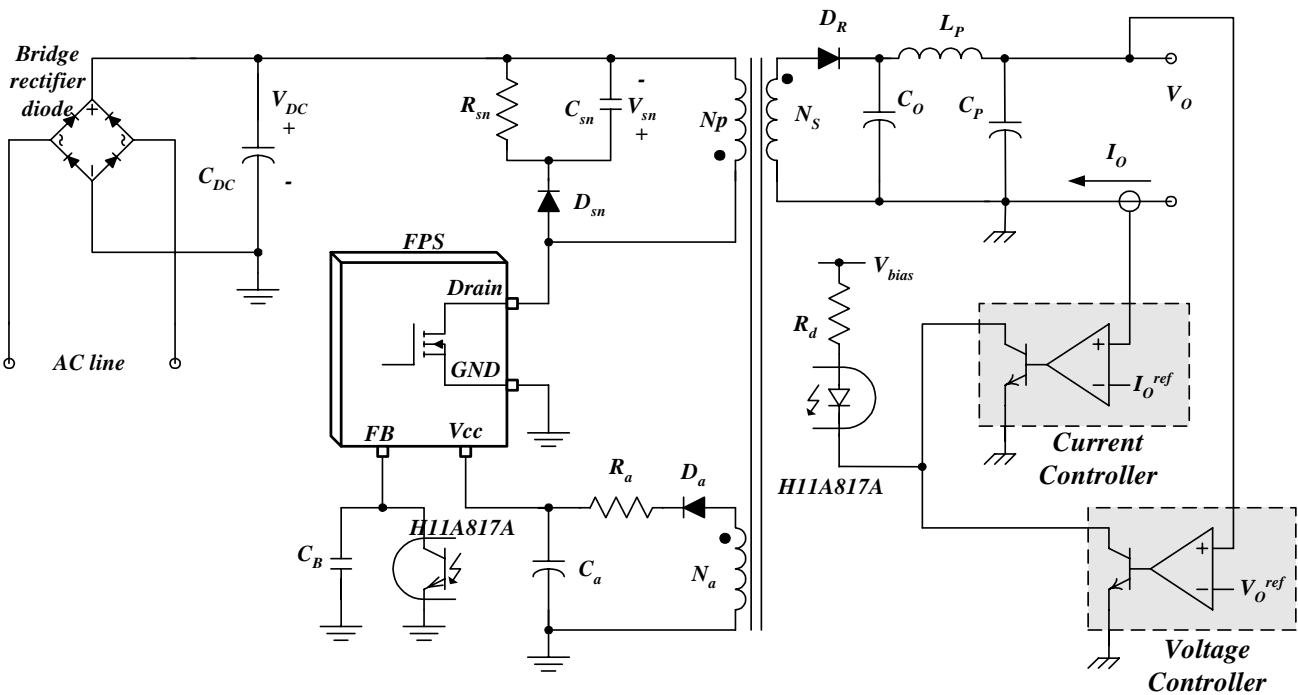 Bridge
rectifier
diode
V_DC
+
-
C_DC
AC line
R_sn
C_sn
-
V_sn
+
D_sn
Np
N_S
D_R
L_P
C_O
C_P
V_O
I_O
FPS
Drain
GND
FB
Vcc
V_bias
R_d
H11A817A
+
-
I_O^ref
Current
Controller
R_a
D_a
H11A817A
C_B
C_a
N_a
+
-
V_O^ref
Voltage
Controller